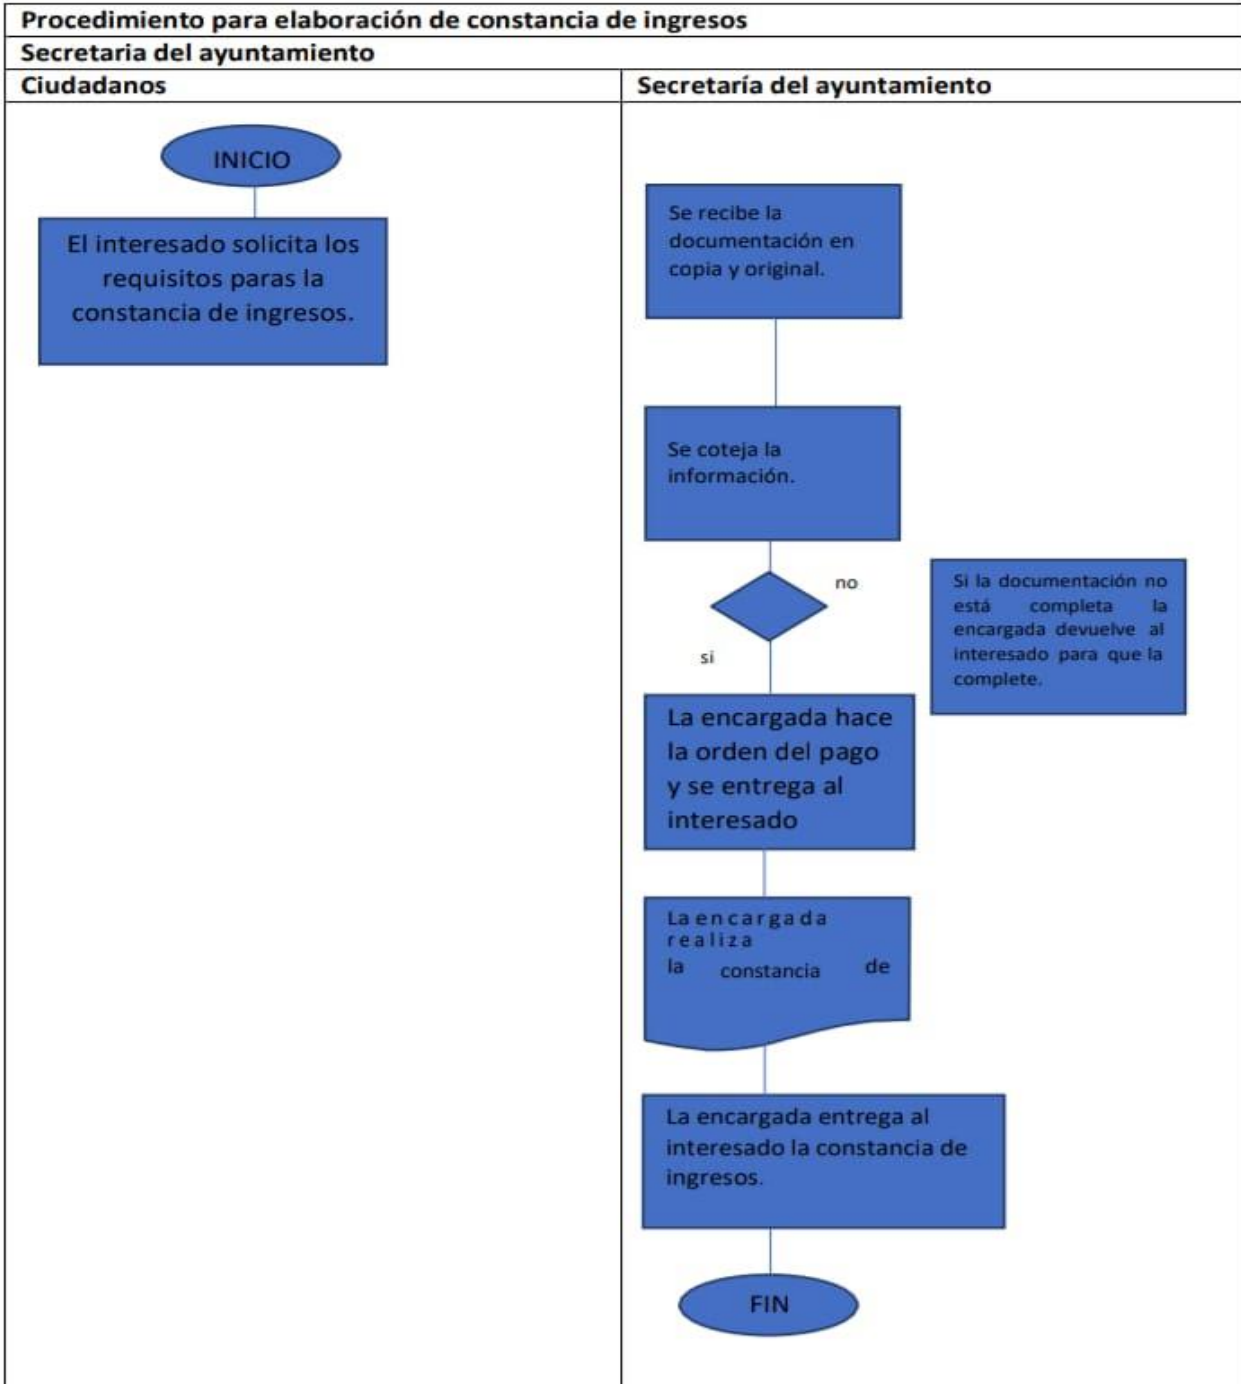 Procedimiento para elaboración de constancia de ingresos
Secretaria del ayuntamiento
Ciudadanos
Secretaría del ayuntamiento
INICIO
El interesado solicita los
requisitos paras la
constancia de ingresos.
Se recibe la
documentación en
copia y original.
Se coteja la
información.
no
si
Si la documentación no
está completa la
encargada devuelve al
interesado para que la
complete.
La encargada hace
la orden del pago
y se entrega al
interesado
La encargada
realiza
la constancia de
La encargada entrega al
interesado la constancia de
ingresos.
FIN